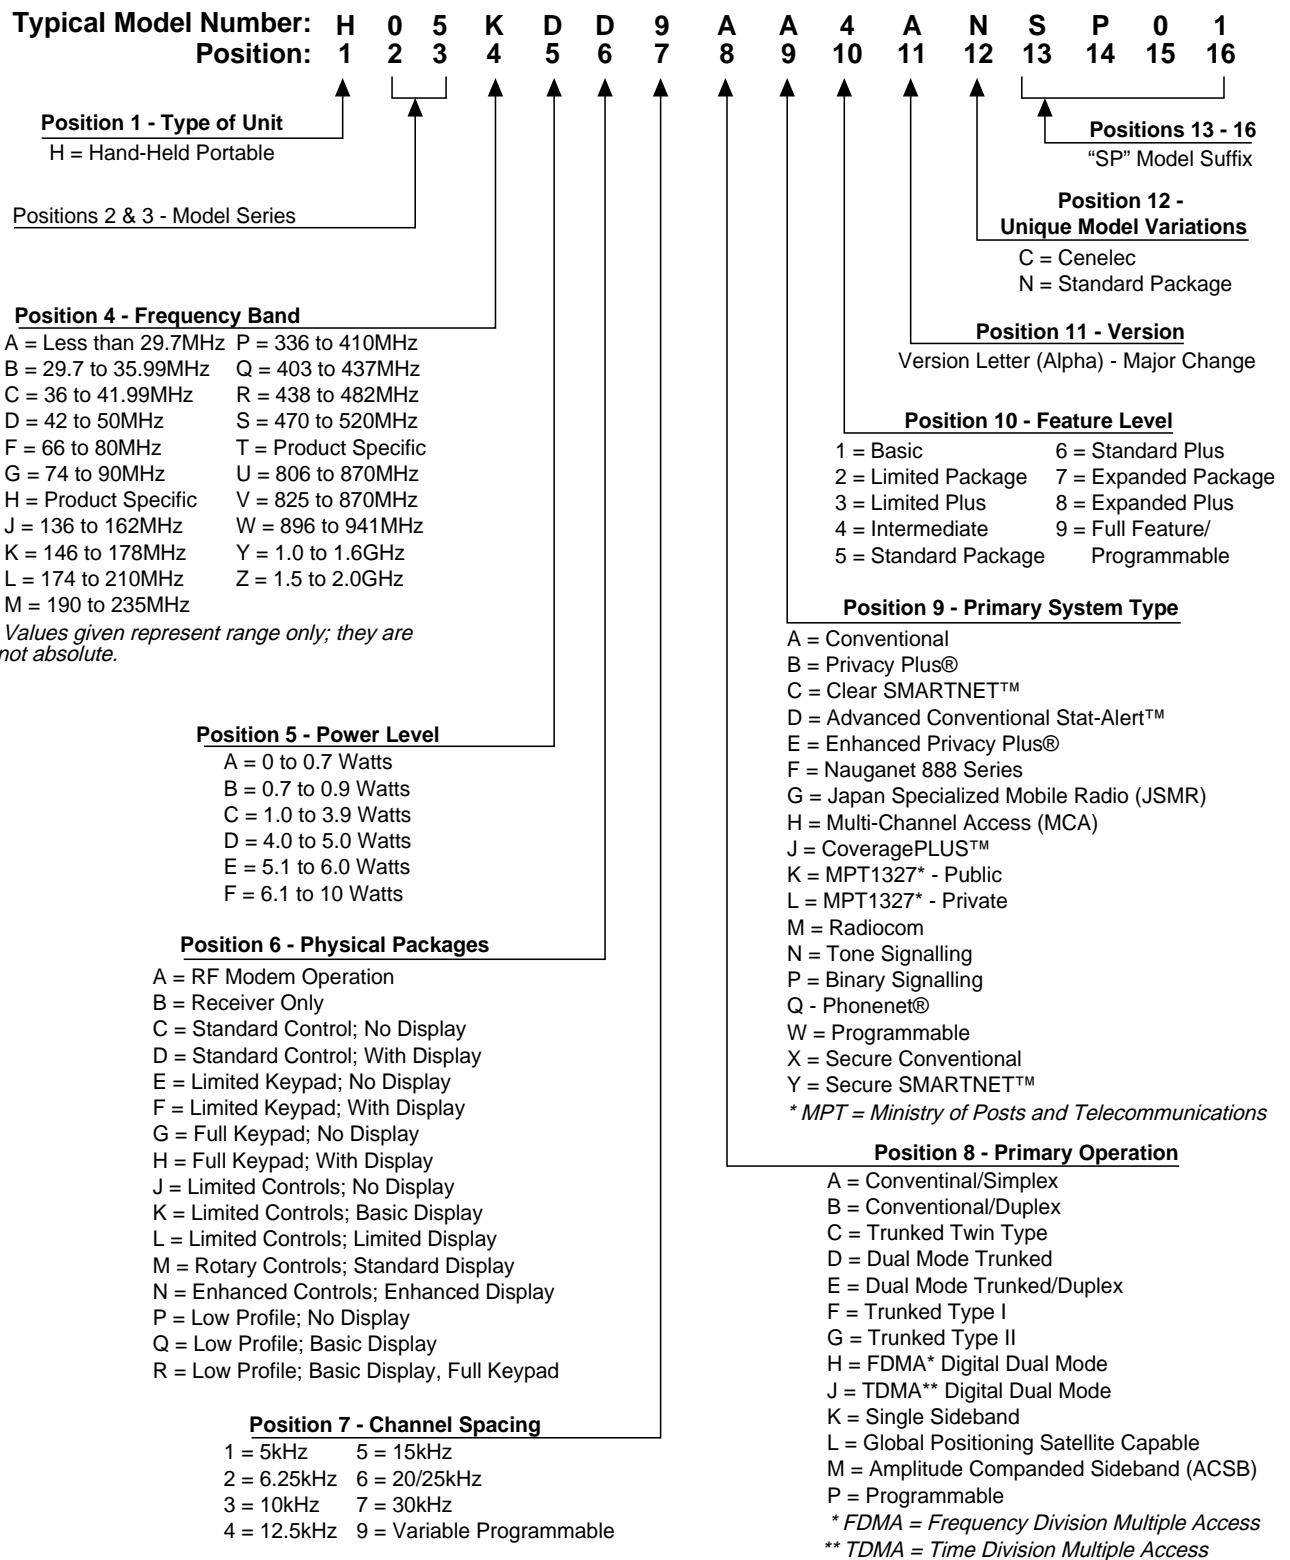 Typical Model Number: H 0 5 K D D 9 A A 4 A N S P 0 1
Position: 1 2 3 4 5 6 7 8 9 10 11 12 13 14 15 16
Position 1 - Type of Unit
H = Hand-Held Portable
Positions 2 & 3 - Model Series
Position 4 - Frequency Band
A = Less than 29.7MHz
B = 29.7 to 35.99MHz
C = 36 to 41.99MHz
D = 42 to 50MHz
F = 66 to 80MHz
G = 74 to 90MHz
H = Product Specific
J = 136 to 162MHz
K = 146 to 178MHz
L = 174 to 210MHz
M = 190 to 235MHz
P = 336 to 410MHz
Q = 403 to 437MHz
R = 438 to 482MHz
S = 470 to 520MHz
T = Product Specific
U = 806 to 870MHz
V = 825 to 870MHz
W = 896 to 941MHz
Y = 1.0 to 1.6GHz
Z = 1.5 to 2.0GHz
Values given represent range only; they are
not absolute.
Position 5 - Power Level
A = 0 to 0.7 Watts
B = 0.7 to 0.9 Watts
C = 1.0 to 3.9 Watts
D = 4.0 to 5.0 Watts
E = 5.1 to 6.0 Watts
F = 6.1 to 10 Watts
Position 6 - Physical Packages
A = RF Modem Operation
B = Receiver Only
C = Standard Control; No Display
D = Standard Control; With Display
E = Limited Keypad; No Display
F = Limited Keypad; With Display
G = Full Keypad; No Display
H = Full Keypad; With Display
J = Limited Controls; No Display
K = Limited Controls; Basic Display
L = Limited Controls; Limited Display
M = Rotary Controls; Standard Display
N = Enhanced Controls; Enhanced Display
P = Low Profile; No Display
Q = Low Profile; Basic Display
R = Low Profile; Basic Display, Full Keypad
Position 7 - Channel Spacing
1 = 5kHz
2 = 6.25kHz
3 = 10kHz
4 = 12.5kHz
5 = 15kHz
6 = 20/25kHz
7 = 30kHz
9 = Variable Programmable
Positions 13 - 16
“SP” Model Suffix
Position 12 -
Unique Model Variations
C = Cenelec
N = Standard Package
Position 11 - Version
Version Letter (Alpha) - Major Change
Position 10 - Feature Level
1 = Basic
2 = Limited Package
3 = Limited Plus
4 = Intermediate
5 = Standard Package
6 = Standard Plus
7 = Expanded Package
8 = Expanded Plus
9 = Full Feature/
Programmable
Position 9 - Primary System Type
A = Conventional
B = Privacy Plus®
C = Clear SMARTNET™
D = Advanced Conventional Stat-Alert™
E = Enhanced Privacy Plus®
F = Nauganet 888 Series
G = Japan Specialized Mobile Radio (JSMR)
H = Multi-Channel Access (MCA)
J = CoveragePLUS™
K = MPT1327* - Public
L = MPT1327* - Private
M = Radiocom
N = Tone Signalling
P = Binary Signalling
Q - Phonenet®
W = Programmable
X = Secure Conventional
Y = Secure SMARTNET™
* MPT = Ministry of Posts and Telecommunications
Position 8 - Primary Operation
A = Conventinal/Simplex
B = Conventional/Duplex
C = Trunked Twin Type
D = Dual Mode Trunked
E = Dual Mode Trunked/Duplex
F = Trunked Type I
G = Trunked Type II
H = FDMA* Digital Dual Mode
J = TDMA** Digital Dual Mode
K = Single Sideband
L = Global Positioning Satellite Capable
M = Amplitude Companded Sideband (ACSB)
P = Programmable
* FDMA = Frequency Division Multiple Access
** TDMA = Time Division Multiple Access